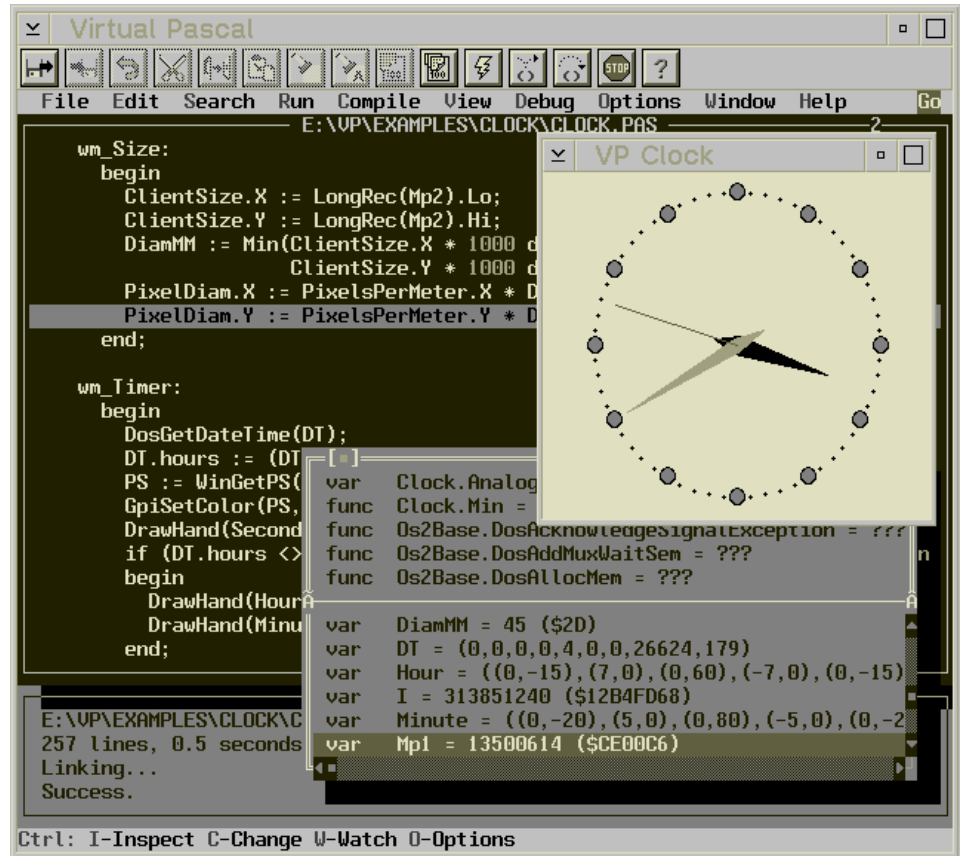 Virtual Pascal
100
100
STOP
?
File Edit Search Run Compile View Debug Options Window Help Go
E:\VP\EXAMPLES\CLOCK\CLOCK.PAS 2
wm_Size:
begin
ClientSize.X := LongRec(Mp2).Lo;
ClientSize.Y := LongRec(Mp2).Hi;
DiamMM := Min(ClientSize.X * 1000 d
ClientSize.Y * 1000 d
PixelDiam.X := PixelsPerMeter.X * D
PixelDiam.Y := PixelsPerMeter.Y * D
end;
wm_Timer:
begin
DosGetDateTime(DT);
DT.hours := (DT
PS := WinGetPS(
GpiSetColor(PS,
DrawHand(Second
if (DT.hours <> n
begin
DrawHand(Hour
DrawHand(Minu
end;
VP Clock
var Clock.Analog
func Clock.Min =
func Os2Base.DosAcknowledgeSignalException = ???
func Os2Base.DosAddMuxWaitSem = ???
func Os2Base.DosAllocMem = ???
var DiamMM = 45 ($2D)
var DT = (0,0,0,0,4,0,0,26624,179)
var Hour = ((0,-15),(7,0),(0,60),(-7,0),(0,-15)
var I = 313851240 ($12B4FD68)
var Minute = ((0,-20),(5,0),(0,80),(-5,0),(0,-2
var Mp1 = 13500614 ($CE00C6)
E:\VP\EXAMPLES\CLOCK\C
257 lines, 0.5 seconds
Linking...
Success.
Ctrl: I-Inspect C-Change W-Watch O-Options